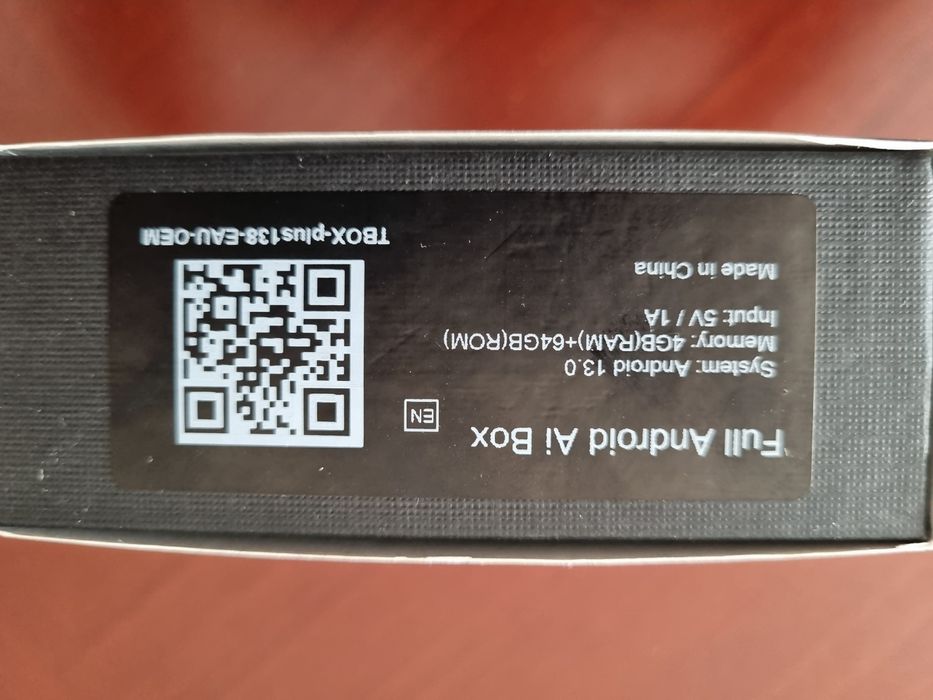 Full Android Ai Box
EN
System: Android 13.0
Memory: 4GB(RAM)+64GB(ROM)
Input: 5V / 1A
Made in China
TBOX-plus138-EAU-OEM